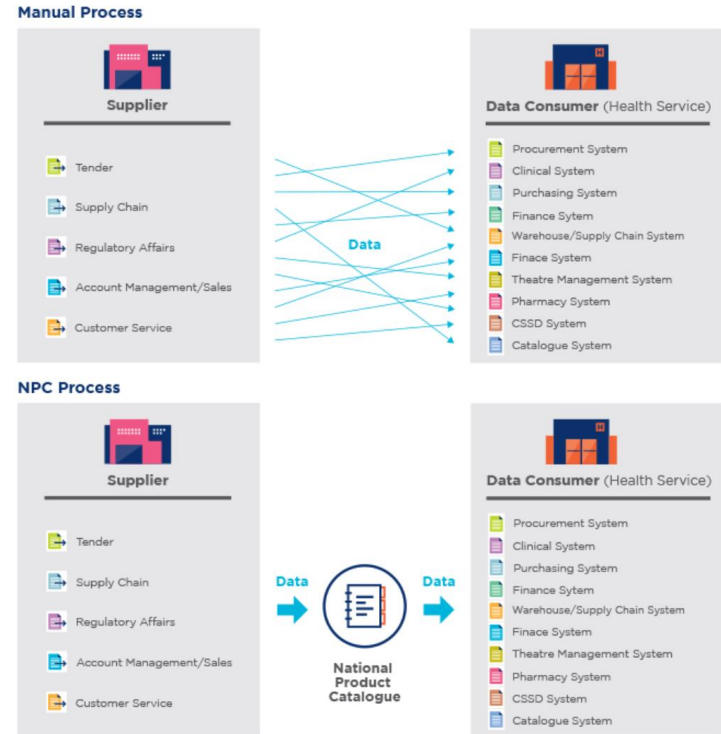 Manual Process
Supplier
Tender
Supply Chain
Regulatory Affairs
Account Management/Sales
Customer Service
Data
H
Data Consumer (Health Service)
Procurement System
Clinical System
Purchasing System
Finance Sytem
Warehouse/Supply Chain System
Finace System
Theatre Management System
Pharmacy System
CSSD System
Catalogue System
NPC Process
Supplier
Tender
Supply Chain
Regulatory Affairs
Account Management/Sales
Customer Service
Data
National
Product
Catalogue
Data
H
Data Consumer (Health Service)
Procurement System
Clinical System
Purchasing System
Finance Sytem
Warehouse/Supply Chain System
Finace System
Theatre Management System
Pharmacy System
CSSD System
Catalogue System